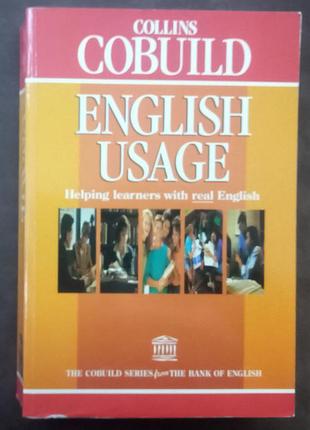 COLLINS
COBUILD
ENGLISH
USAGE
Helping learners with real English
THE COBUILD SERIES from THE BANK OF ENGLISH